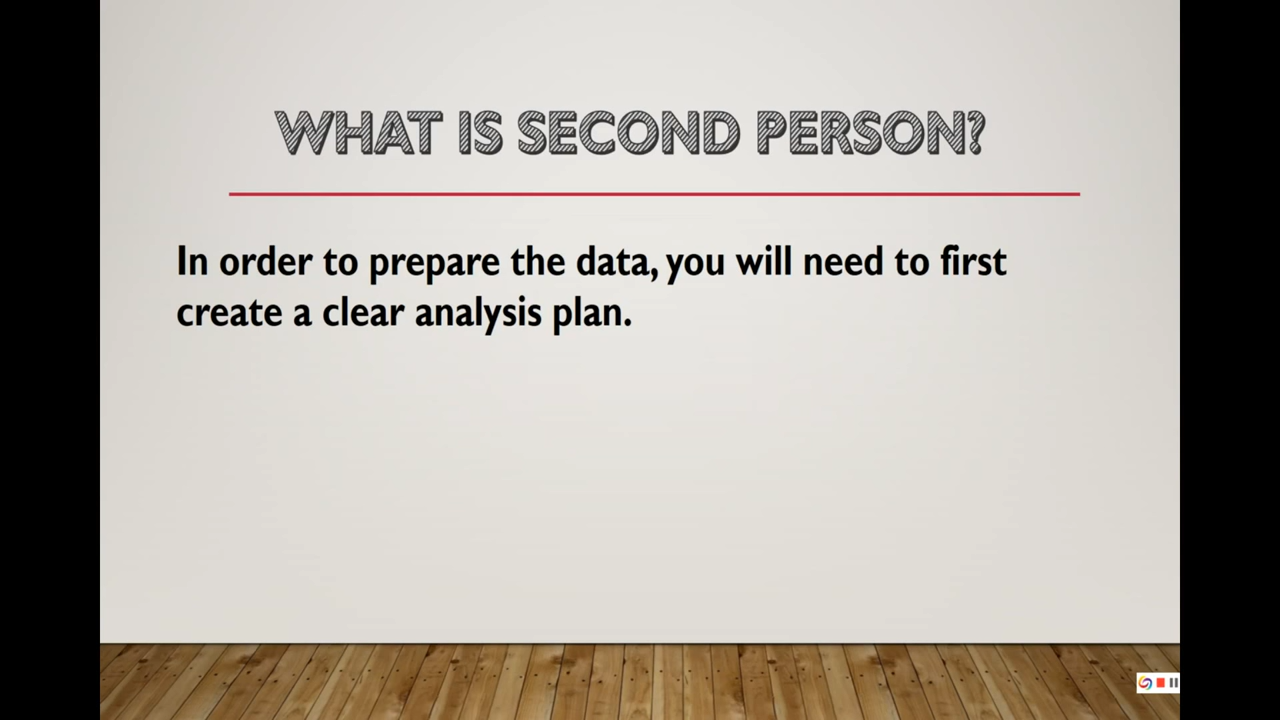 WHAT IS SECOND PERSON?
In order to prepare the data, you will need to first
create a clear analysis plan.